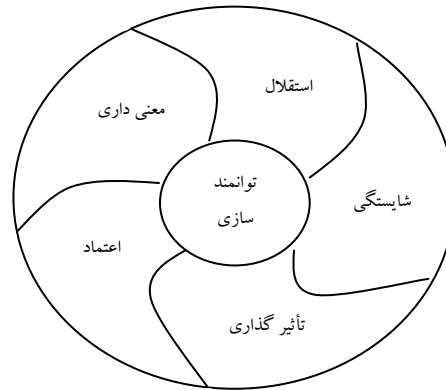 استقلال
معنی داری
توانمند
سازی
شایستگی
اعتماد
تأثیر گذاری